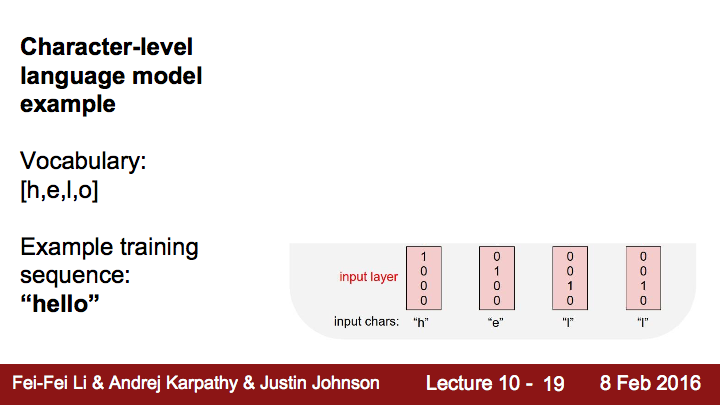 Character-level
language model
example
Vocabulary:
[h,e,l,o]
Example training
sequence:
“hello”
input layer
1 0 0 0
0 1 0 0
0 0 1 1
0 0 0 0
input chars: “h” “e” “l” “l”
Fei-Fei Li & Andrej Karpathy & Justin Johnson Lecture 10 - 19 8 Feb 2016